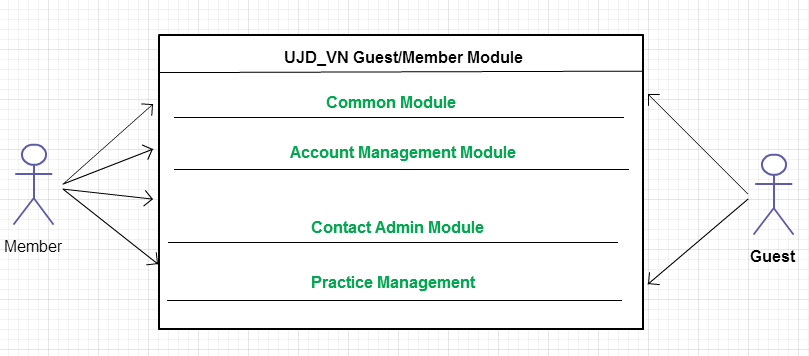 UJD_VN Guest/Member Module
Common Module
Account Management Module
Contact Admin Module
Practice Management
Member
Guest